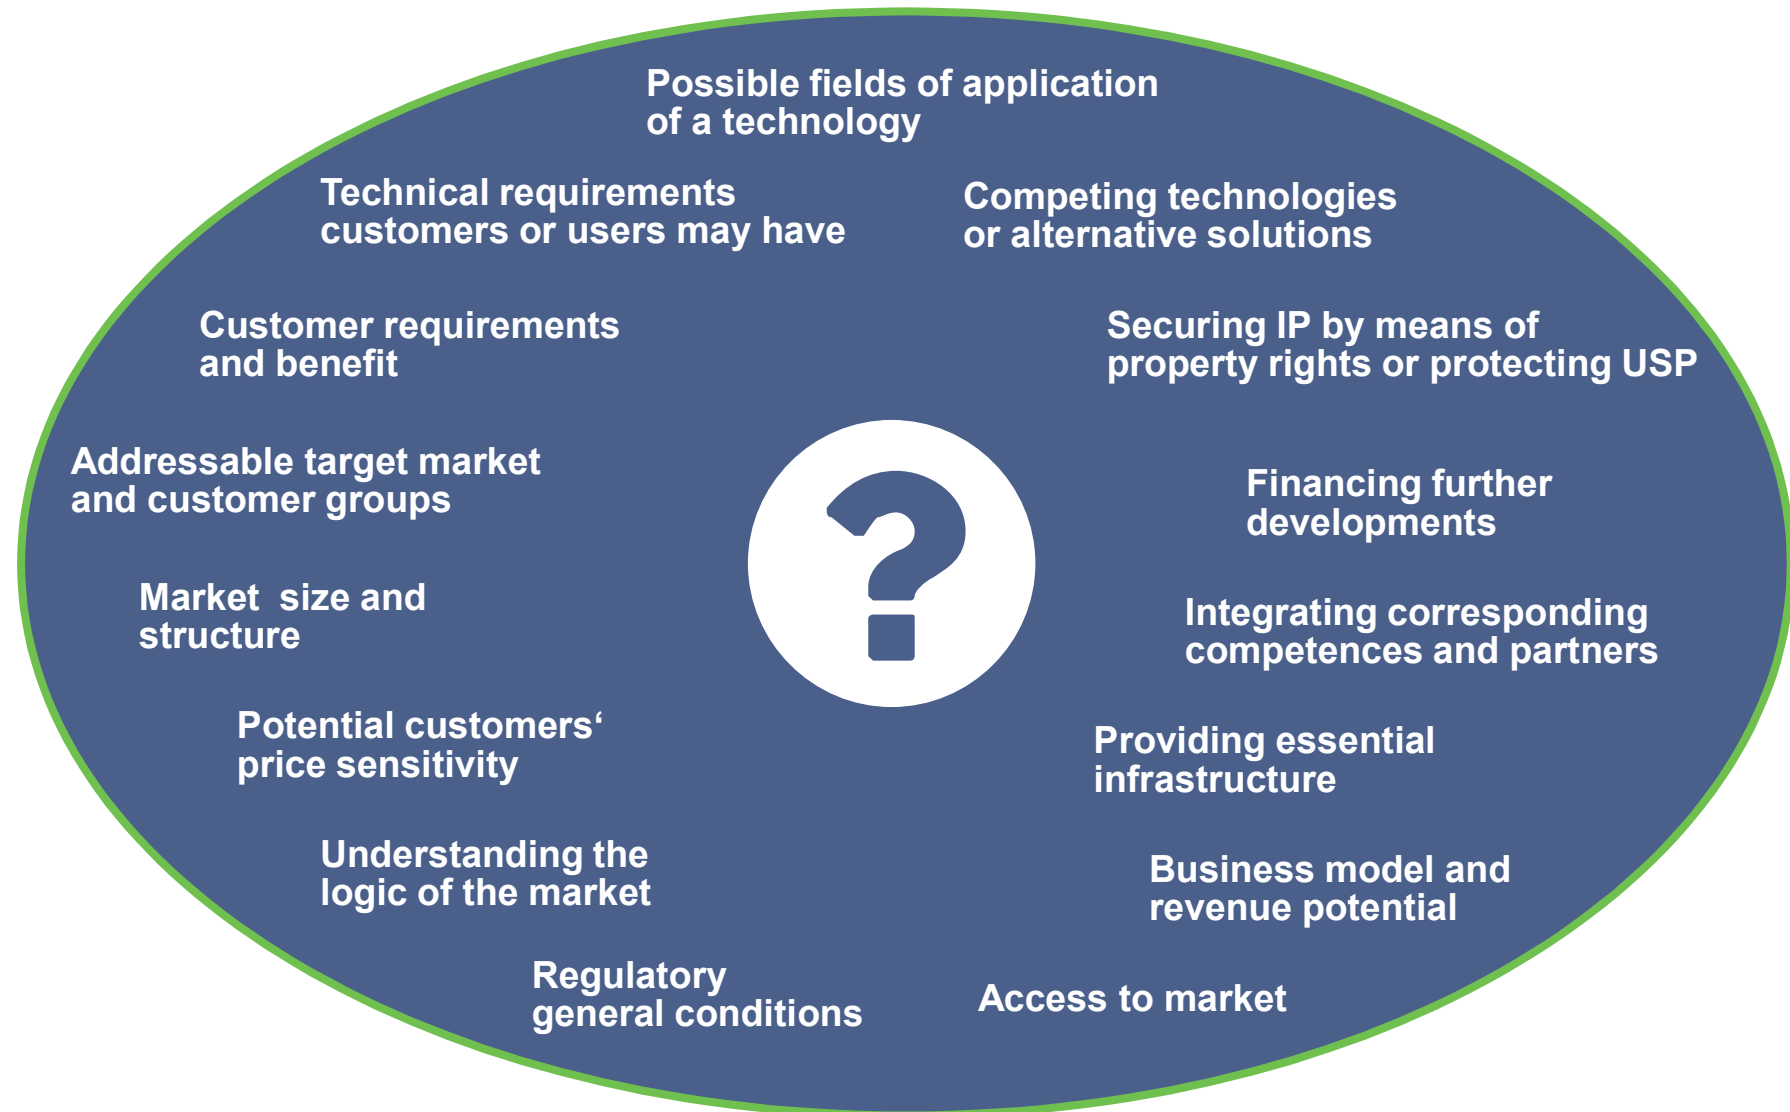 Possible fields of application
of a technology
Technical requirements
customers or users may have
Competing technologies
or alternative solutions
Customer requirements
and benefit
Securing IP by means of
property rights or protecting USP
Addressable target market
and customer groups
Financing further
developments
?
Market  size and
structure
Integrating corresponding
competences and partners
Potential customers‘
price sensitivity
Providing essential
infrastructure
Understanding the
logic of the market
Business model and
revenue potential
Regulatory
general conditions
Access to market